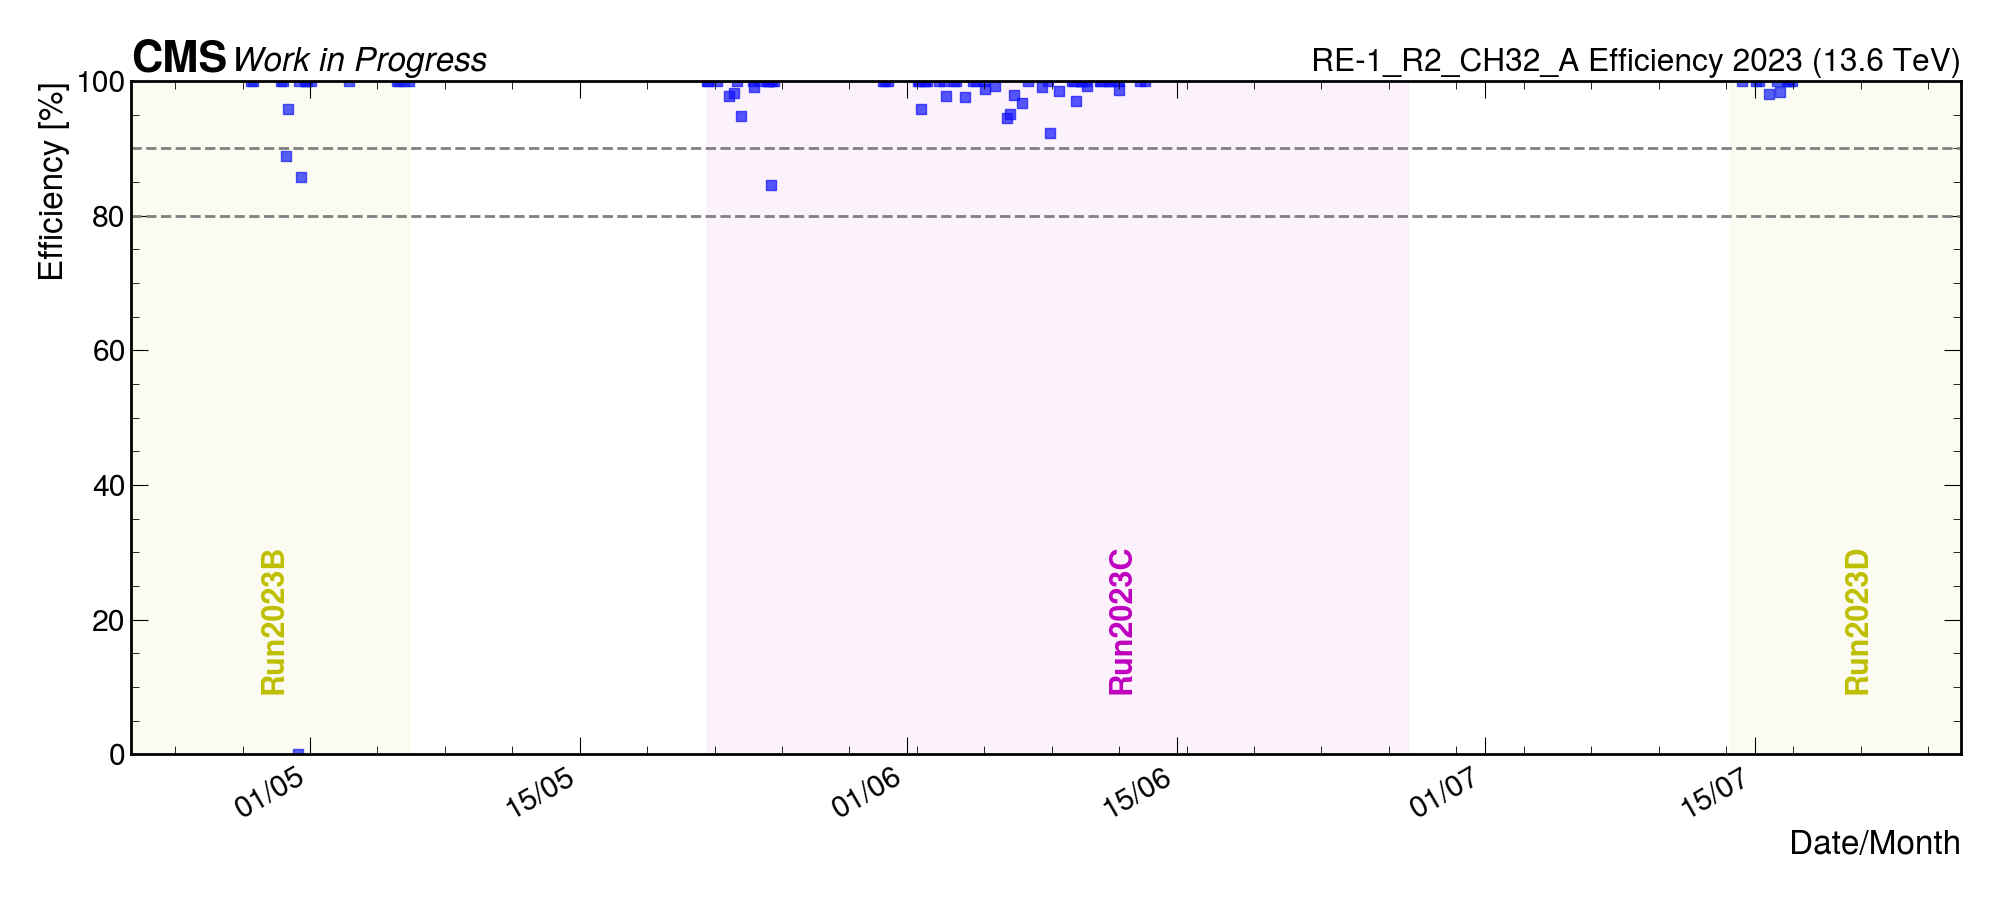 CMS Work in Progress
RE-1_R2_CH32_A Efficiency 2023 (13.6 TeV)
Efficiency [%]
100
80
60
40
20
0
Run2023B
Run2023C
Run2023D
01/05
15/05
01/06
15/06
01/07
15/07
Date/Month